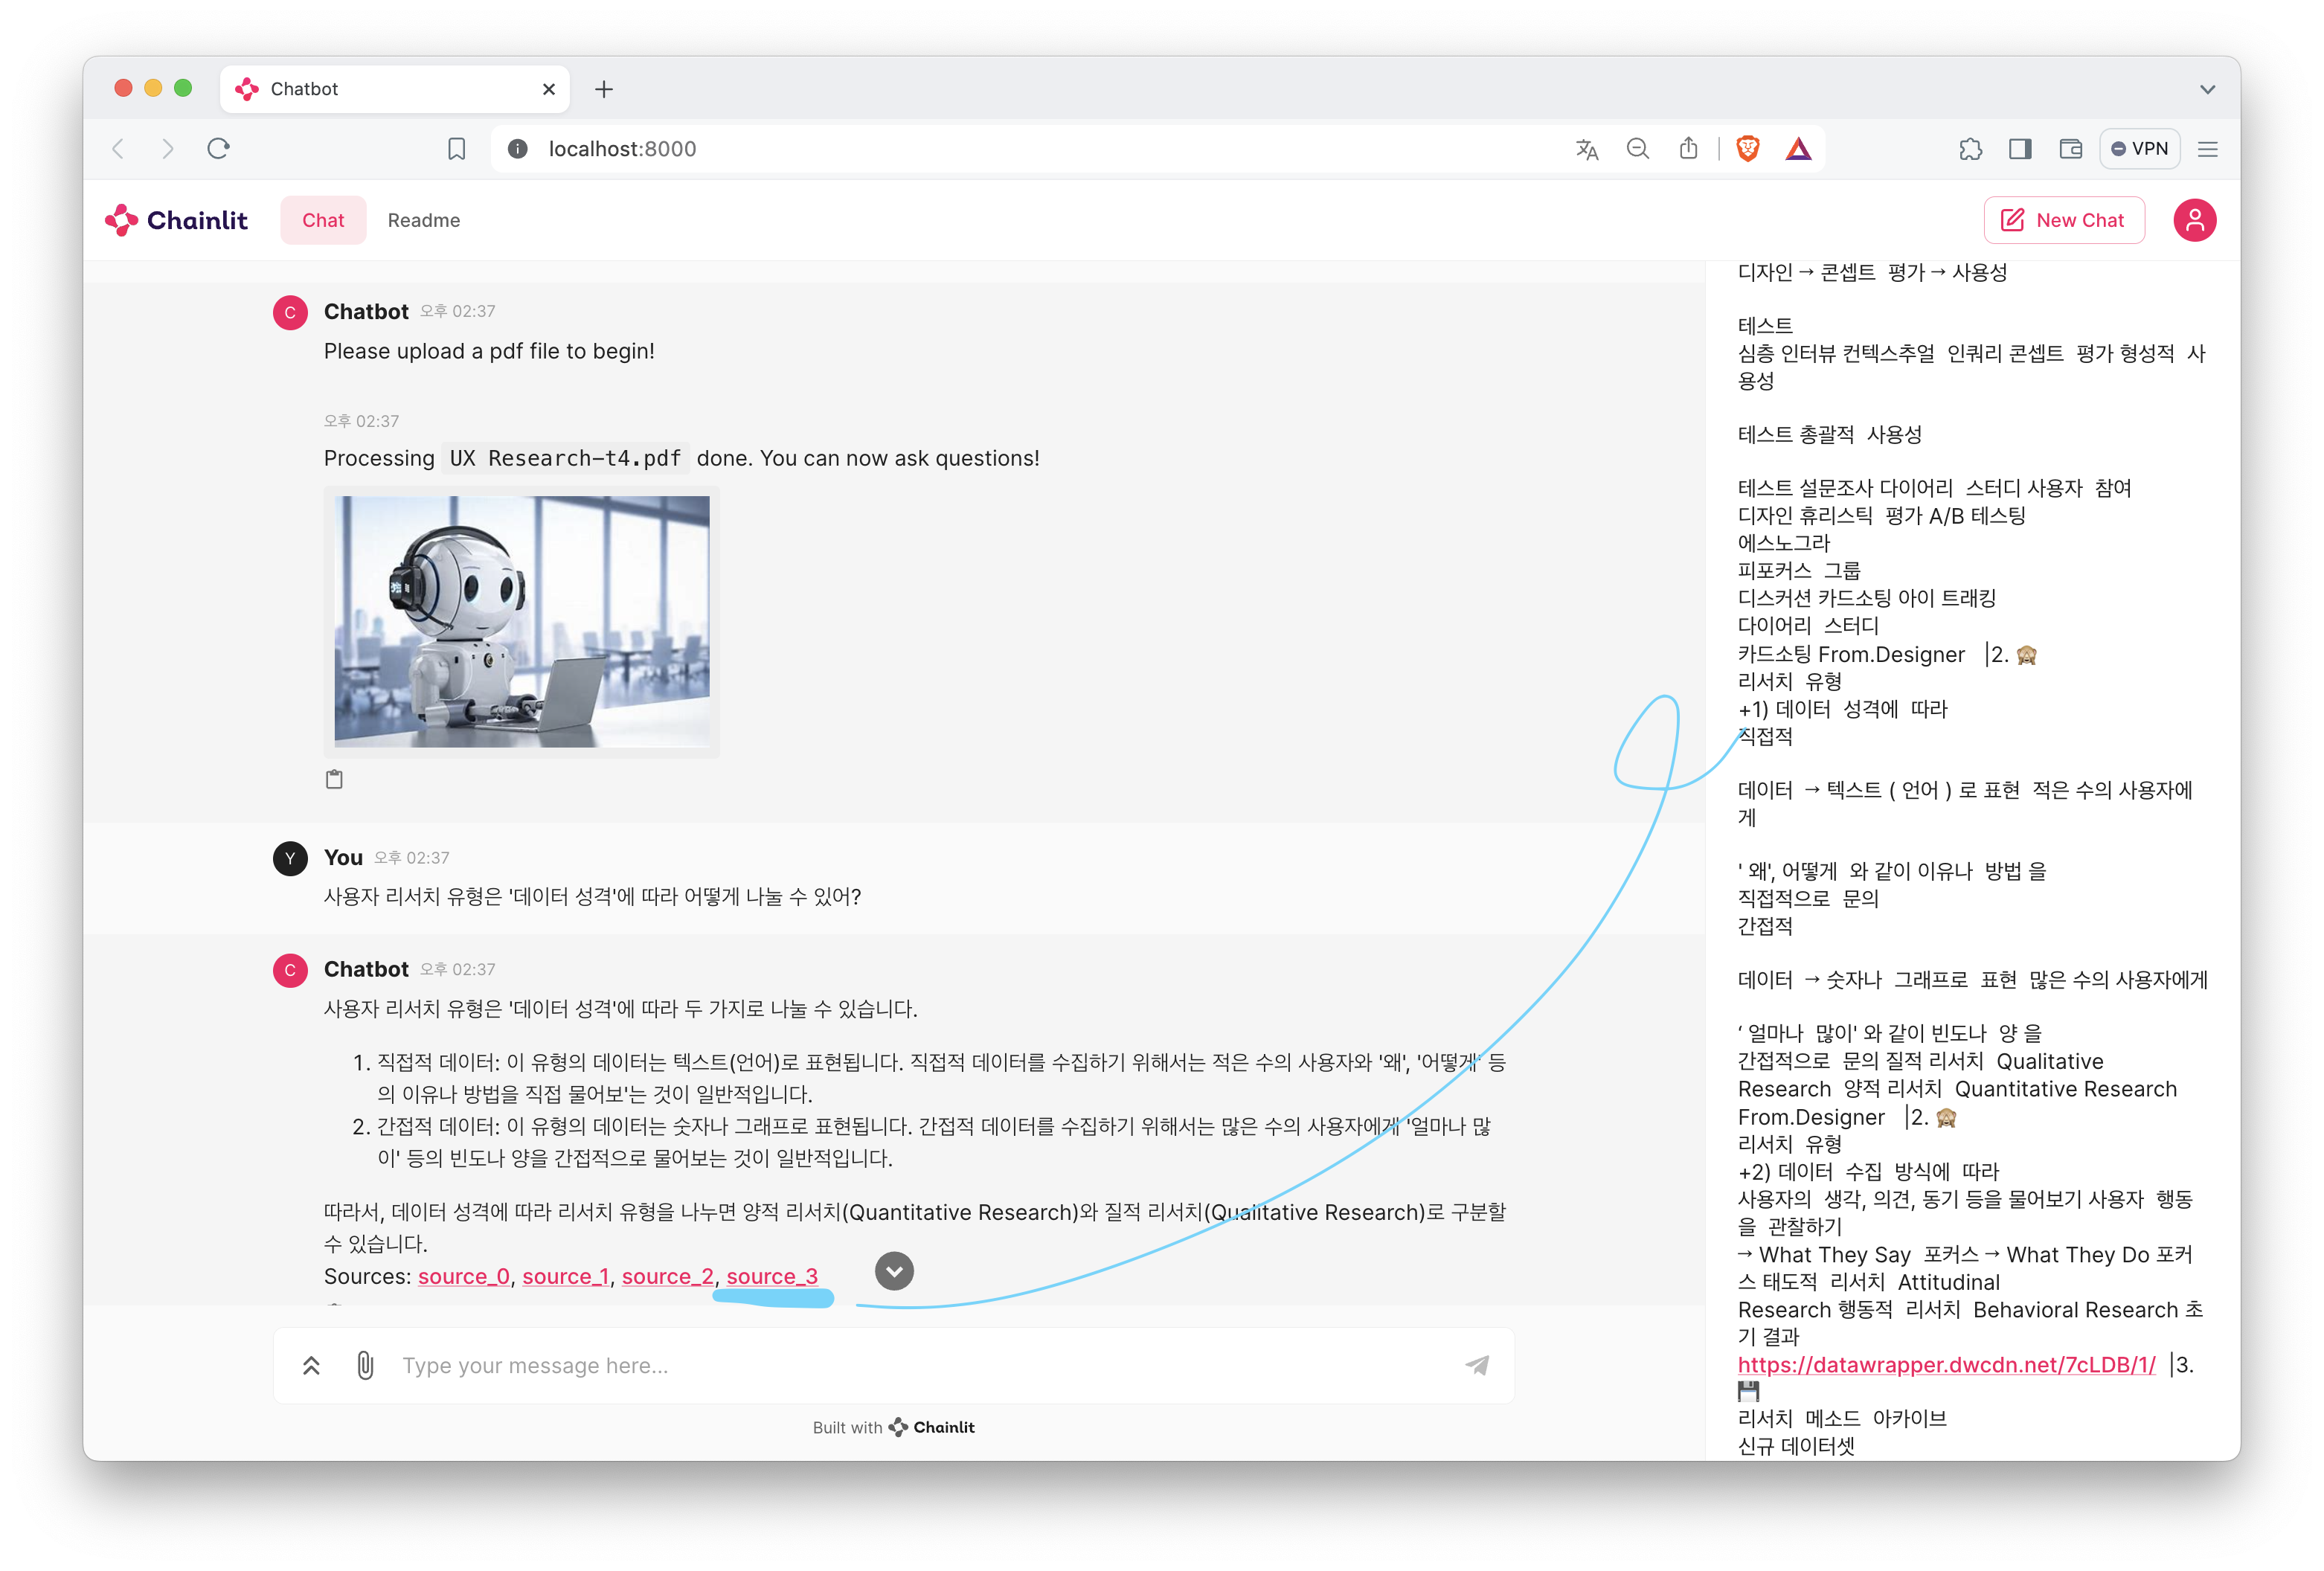 Chatbot
localhost:8000
VPN
Chainlit
Chat
Readme
New Chat
C
Chatbot 오후 02:37
Please upload a pdf file to begin!
오후 02:37
Processing UX Research-t4.pdf done. You can now ask questions!
Y
You 오후 02:37
사용자 리서치 유형은 '데이터 성격'에 따라 어떻게 나눌 수 있어?
C
Chatbot 오후 02:37
사용자 리서치 유형은 '데이터 성격'에 따라 두 가지로 나눌 수 있습니다.
1. 직접적 데이터: 이 유형의 데이터는 텍스트(언어)로 표현됩니다. 직접적 데이터를 수집하기 위해서는 적은 수의 사용자와 '왜', '어떻게' 등
의 이유나 방법을 직접 물어보'는 것이 일반적입니다.
2. 간접적 데이터: 이 유형의 데이터는 숫자나 그래프로 표현됩니다. 간접적 데이터를 수집하기 위해서는 많은 수의 사용자에게 '얼마나 많
이' 등의 빈도나 양을 간접적으로 물어보는 것이 일반적입니다.
따라서, 데이터 성격에 따라 리서치 유형을 나누면 양적 리서치(Quantitative Research)와 질적 리서치(Qualitative Research)로 구분할
수 있습니다.
Sources: source_0, source_1, source_2, source_3
Type your message here...
Built with Chainlit
디자인 → 콘셉트 평가 → 사용성
테스트
심층 인터뷰 컨텍스추얼 인쿼리 콘셉트 평가 형성적 사
용성
테스트 총괄적 사용성
테스트 설문조사 다이어리 스터디 사용자 참여
디자인 휴리스틱 평가 A/B 테스팅
에스노그라
피포커스 그룹
디스커션 카드소팅 아이 트래킹
다이어리 스터디
카드소팅 From.Designer |2. 🙈
리서치 유형
+1) 데이터 성격에 따라
직접적
데이터 → 텍스트 ( 언어 ) 로 표현 적은 수의 사용자에
게
' 왜', 어떻게 와 같이 이유나 방법 을
직접적으로 문의
간접적
데이터 → 숫자나 그래프로 표현 많은 수의 사용자에게
‘ 얼마나 많이' 와 같이 빈도나 양 을
간접적으로 문의 질적 리서치 Qualitative
Research 양적 리서치 Quantitative Research
From.Designer |2. 🙈
리서치 유형
+2) 데이터 수집 방식에 따라
사용자의 생각, 의견, 동기 등을 물어보기 사용자 행동
을 관찰하기
→ What They Say 포커스 → What They Do 포커
스 태도적 리서치 Attitudinal
Research 행동적 리서치 Behavioral Research 초
기 결과
https://datawrapper.dwcdn.net/7cLDB/1/ |3.
💾
리서치 메소드 아카이브
신규 데이터셋